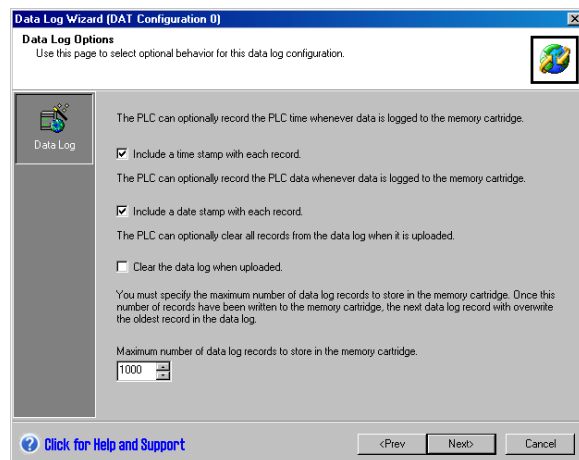 Data Log Wizard (DAT Configuration 0)
Data Log Options
Use this page to select optional behavior for this data log configuration.
Data Log
The PLC can optionally record the PLC time whenever data is logged to the memory cartridge.
Include a time stamp with each record.
The PLC can optionally record the PLC data whenever data is logged to the memory cartridge.
Include a date stamp with each record.
The PLC can optionally clear all records from the data log when it is uploaded.
Clear the data log when uploaded.
You must specify the maximum number of data log records to store in the memory cartridge. Once this
number of records have been written to the memory cartridge, the next data log record with overwrite
the oldest record in the data log.
Maximum number of data log records to store in the memory cartridge.
1000
Click for Help and Support
<Prev
Next>
Cancel